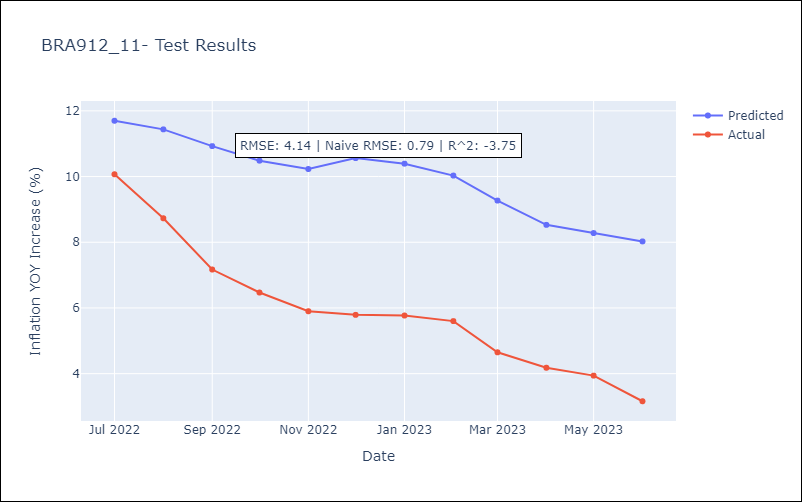 BRA912_11- Test Results
Predicted
Actual
RMSE: 4.14 | Naive RMSE: 0.79 | R^2: -3.75
Inflation YOY Increase (%)
12
10
8
6
4
Jul 2022
Sep 2022
Nov 2022
Jan 2023
Mar 2023
May 2023
Date